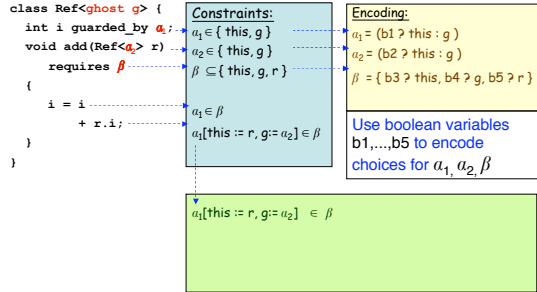 class Ref<ghost g> {
int i guarded_by α₁;
void add(Ref<α₂> r)
requires β
{
i = i
+ r.i;
}
}
Constraints:
α₁ ∈ { this, g }
α₂ ∈ { this, g }
β ⊆ { this, g, r }
α₁ ∈ β
α₁[this := r, g:= α₂] ∈ β
Encoding:
α₁ = (b1 ? this : g )
α₂ = (b2 ? this : g )
β = { b3 ? this, b4 ? g, b5 ? r }
Use boolean variables
b1,...,b5 to encode
choices for α₁, α₂, β
α₁[this := r, g:= α₂] ∈ β